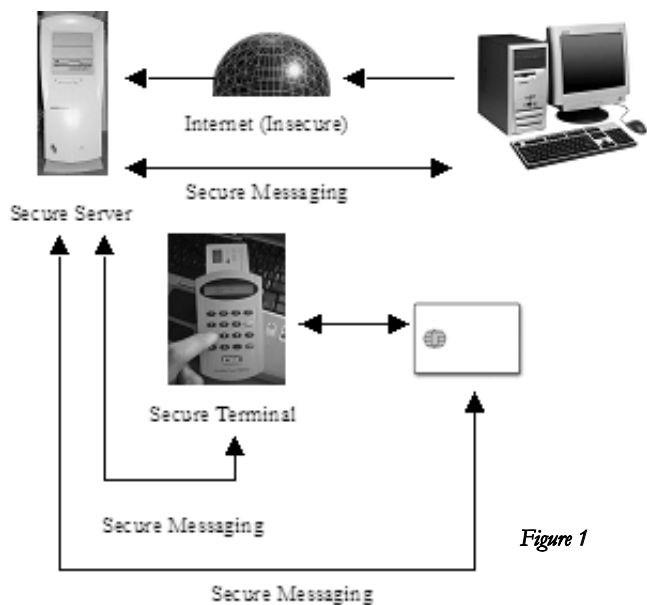 Internet (Insecure)
Secure Messaging
Secure Server
Secure Terminal
Secure Messaging
Figure 1
Secure Messaging